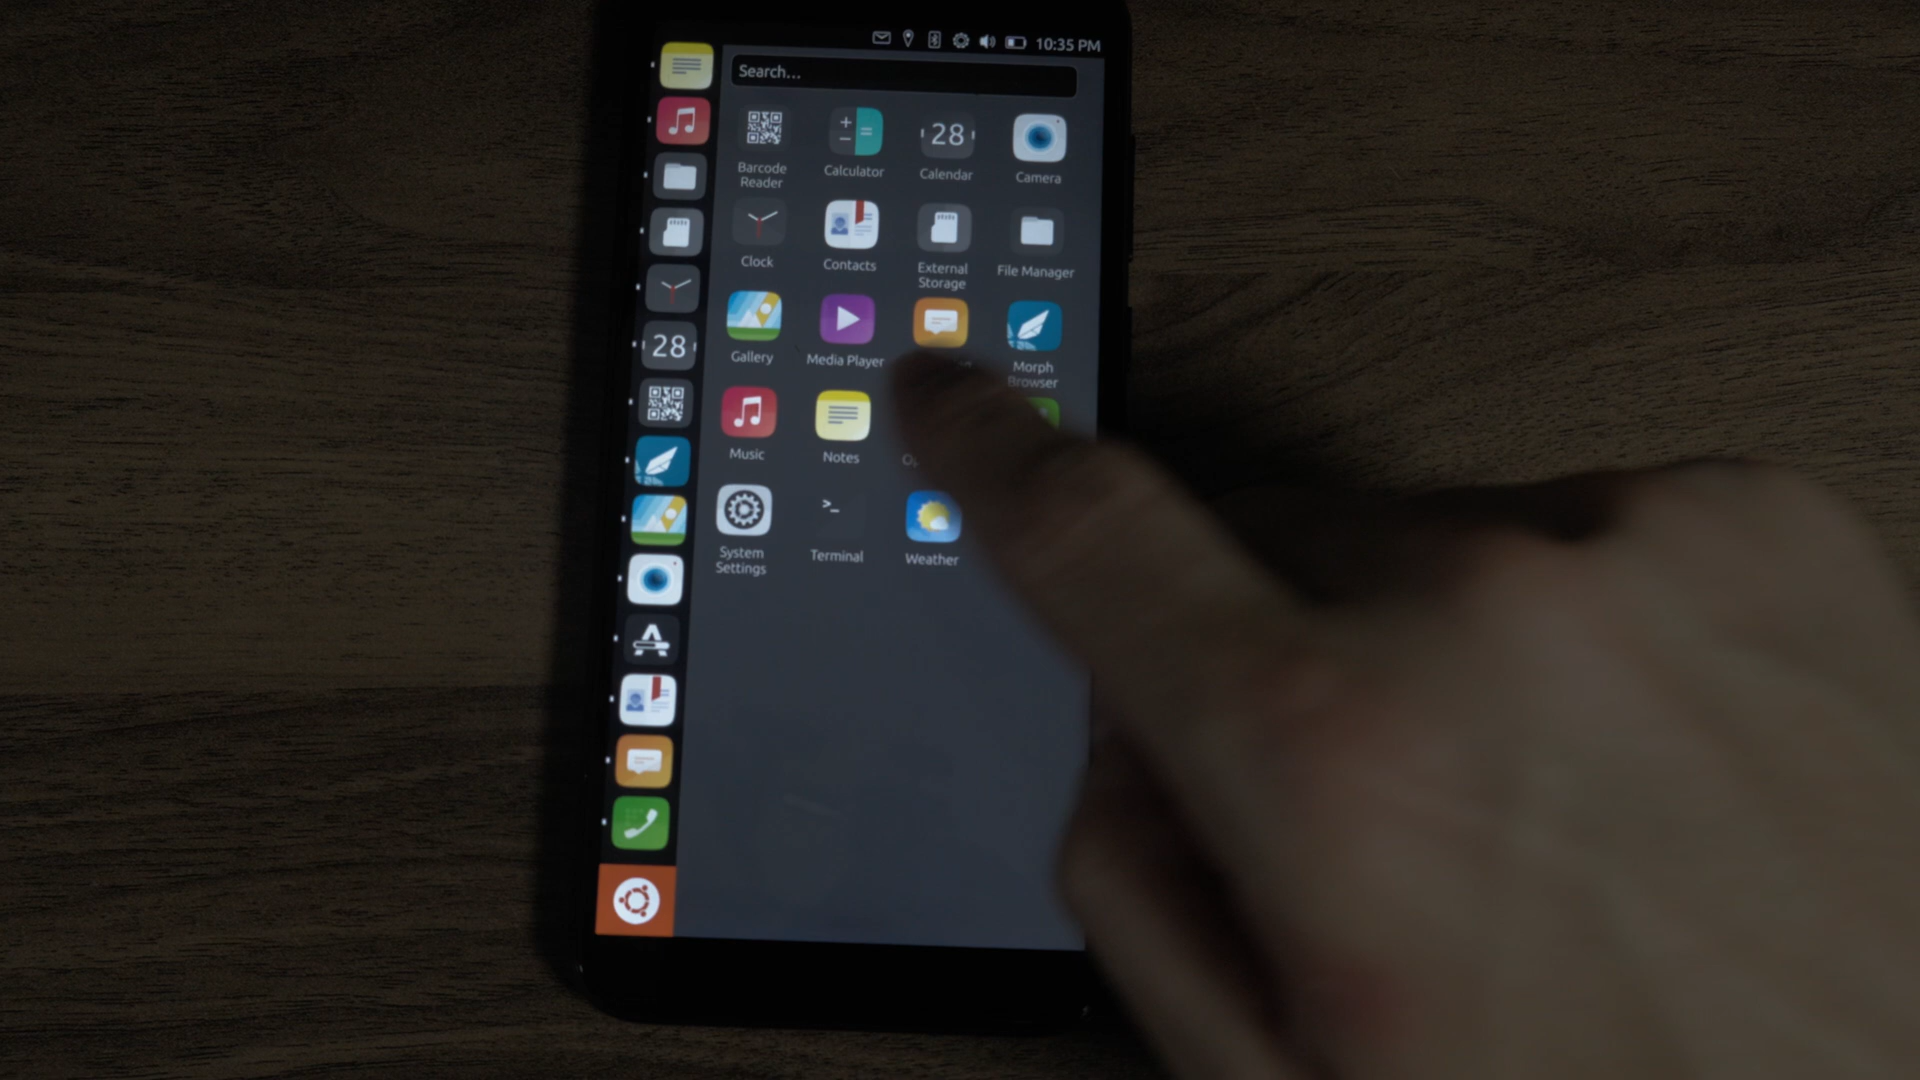 10:35 PM
Search...
28
Barcode
Reader
Calculator
Calendar
Camera
Clock
Contacts
External
Storage
File Manager
Gallery
Media Player
Morph
Browser
Music
Notes
System
Settings
>_
Terminal
Weather
28